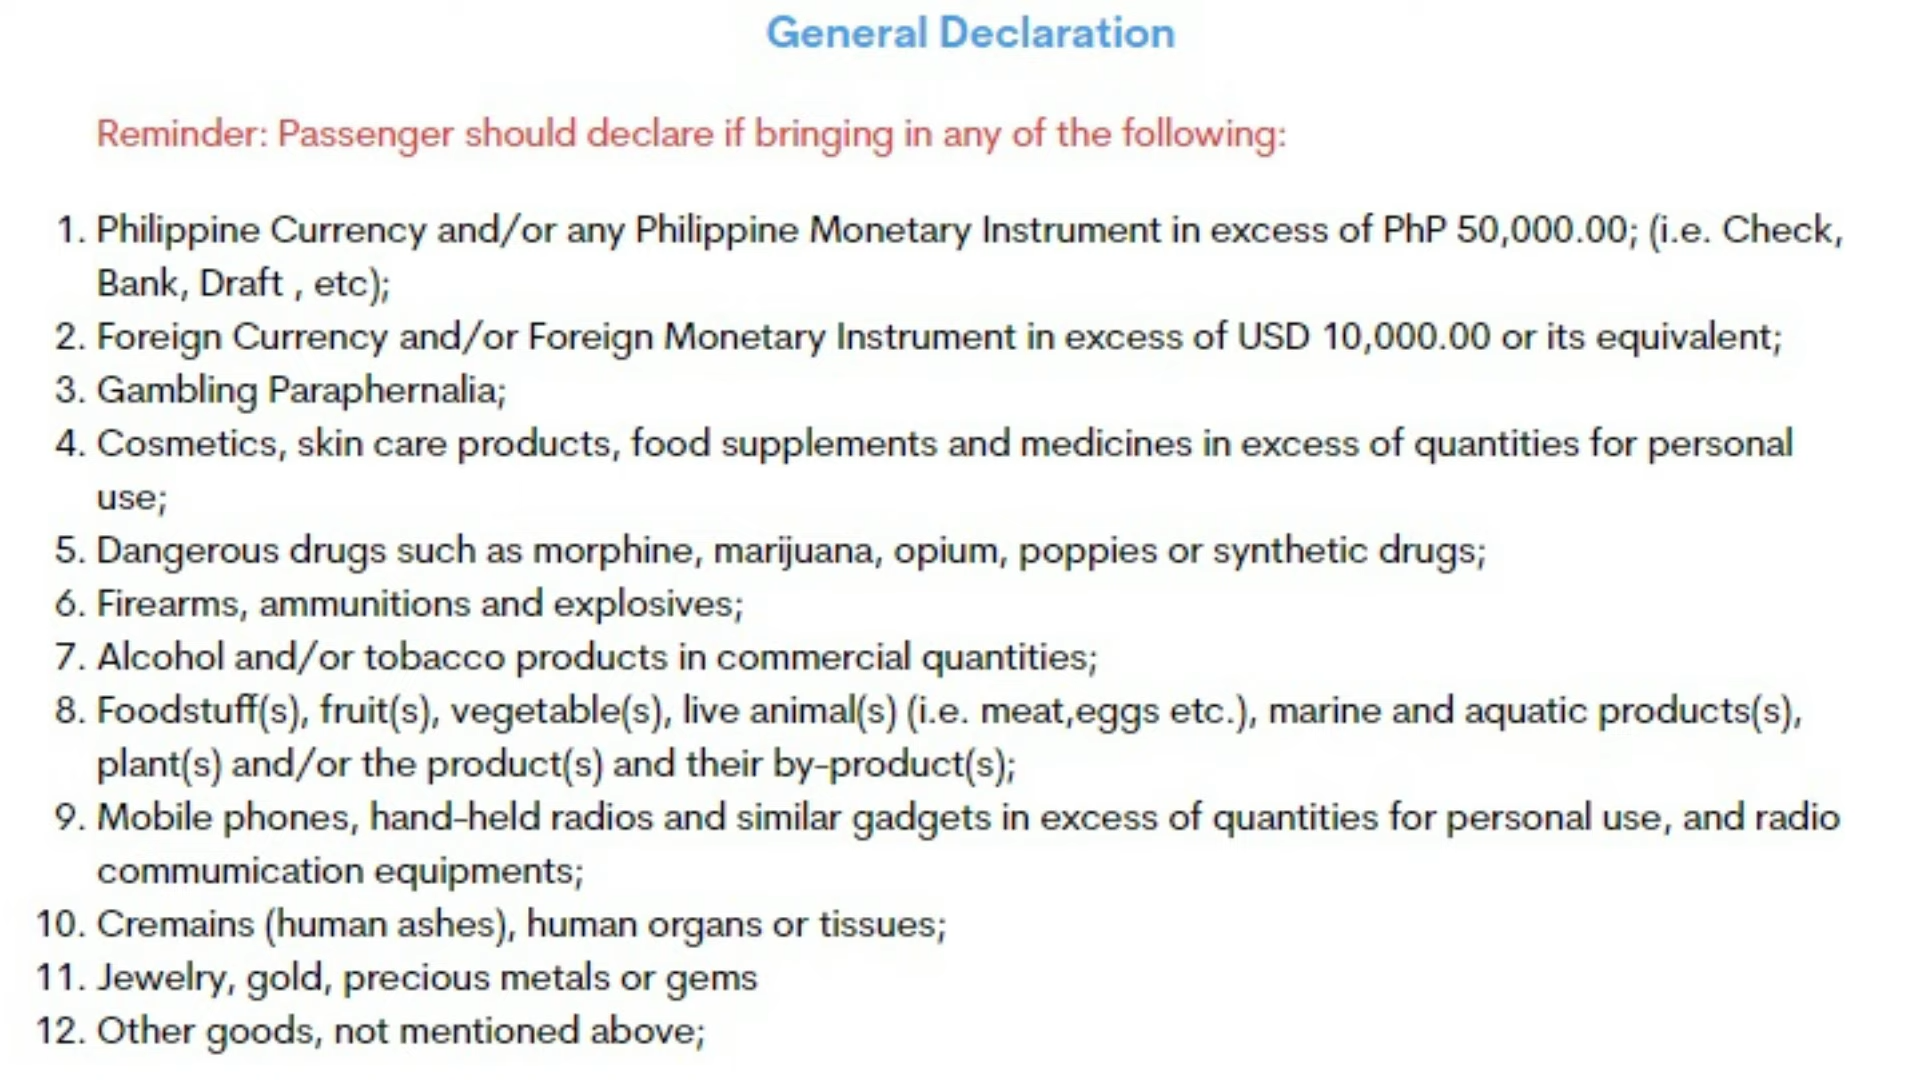 General Declaration
Reminder: Passenger should declare if bringing in any of the following:
1. Philippine Currency and/or any Philippine Monetary Instrument in excess of PhP 50,000.00; (i.e. Check,
Bank, Draft , etc);
2. Foreign Currency and/or Foreign Monetary Instrument in excess of USD 10,000.00 or its equivalent;
3. Gambling Paraphernalia;
4. Cosmetics, skin care products, food supplements and medicines in excess of quantities for personal
use;
5. Dangerous drugs such as morphine, marijuana, opium, poppies or synthetic drugs;
6. Firearms, ammunitions and explosives;
7. Alcohol and/or tobacco products in commercial quantities;
8. Foodstuff(s), fruit(s), vegetable(s), live animal(s) (i.e. meat,eggs etc.), marine and aquatic products(s),
plant(s) and/or the product(s) and their by-product(s);
9. Mobile phones, hand-held radios and similar gadgets in excess of quantities for personal use, and radio
commumication equipments;
10. Cremains (human ashes), human organs or tissues;
11. Jewelry, gold, precious metals or gems
12. Other goods, not mentioned above;